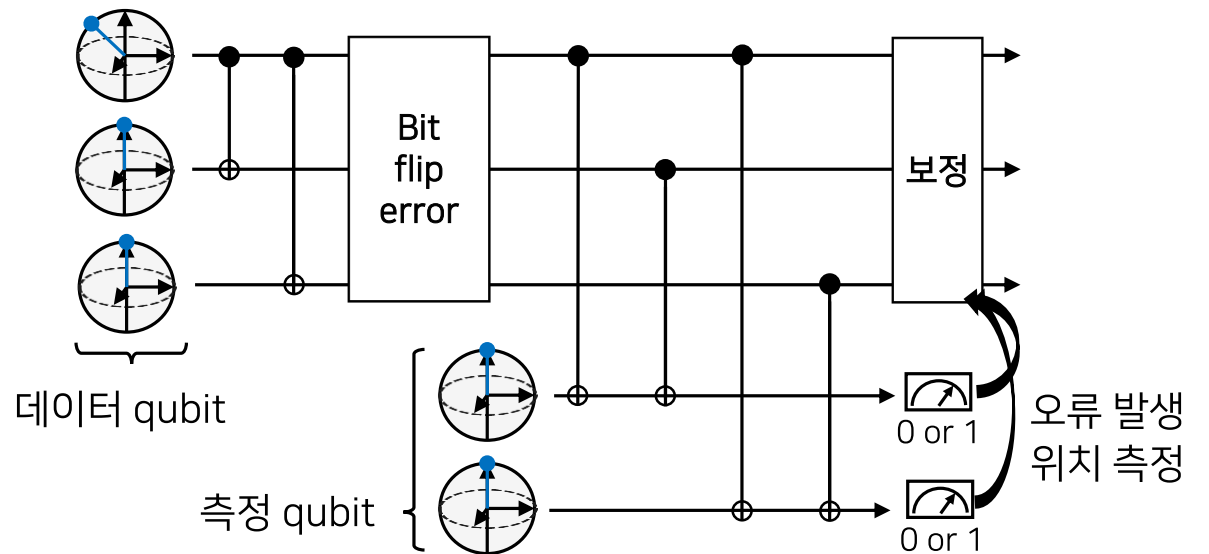 Bit
flip
error
보정
데이터 qubit
측정 qubit
0 or 1
0 or 1
오류 발생
위치 측정